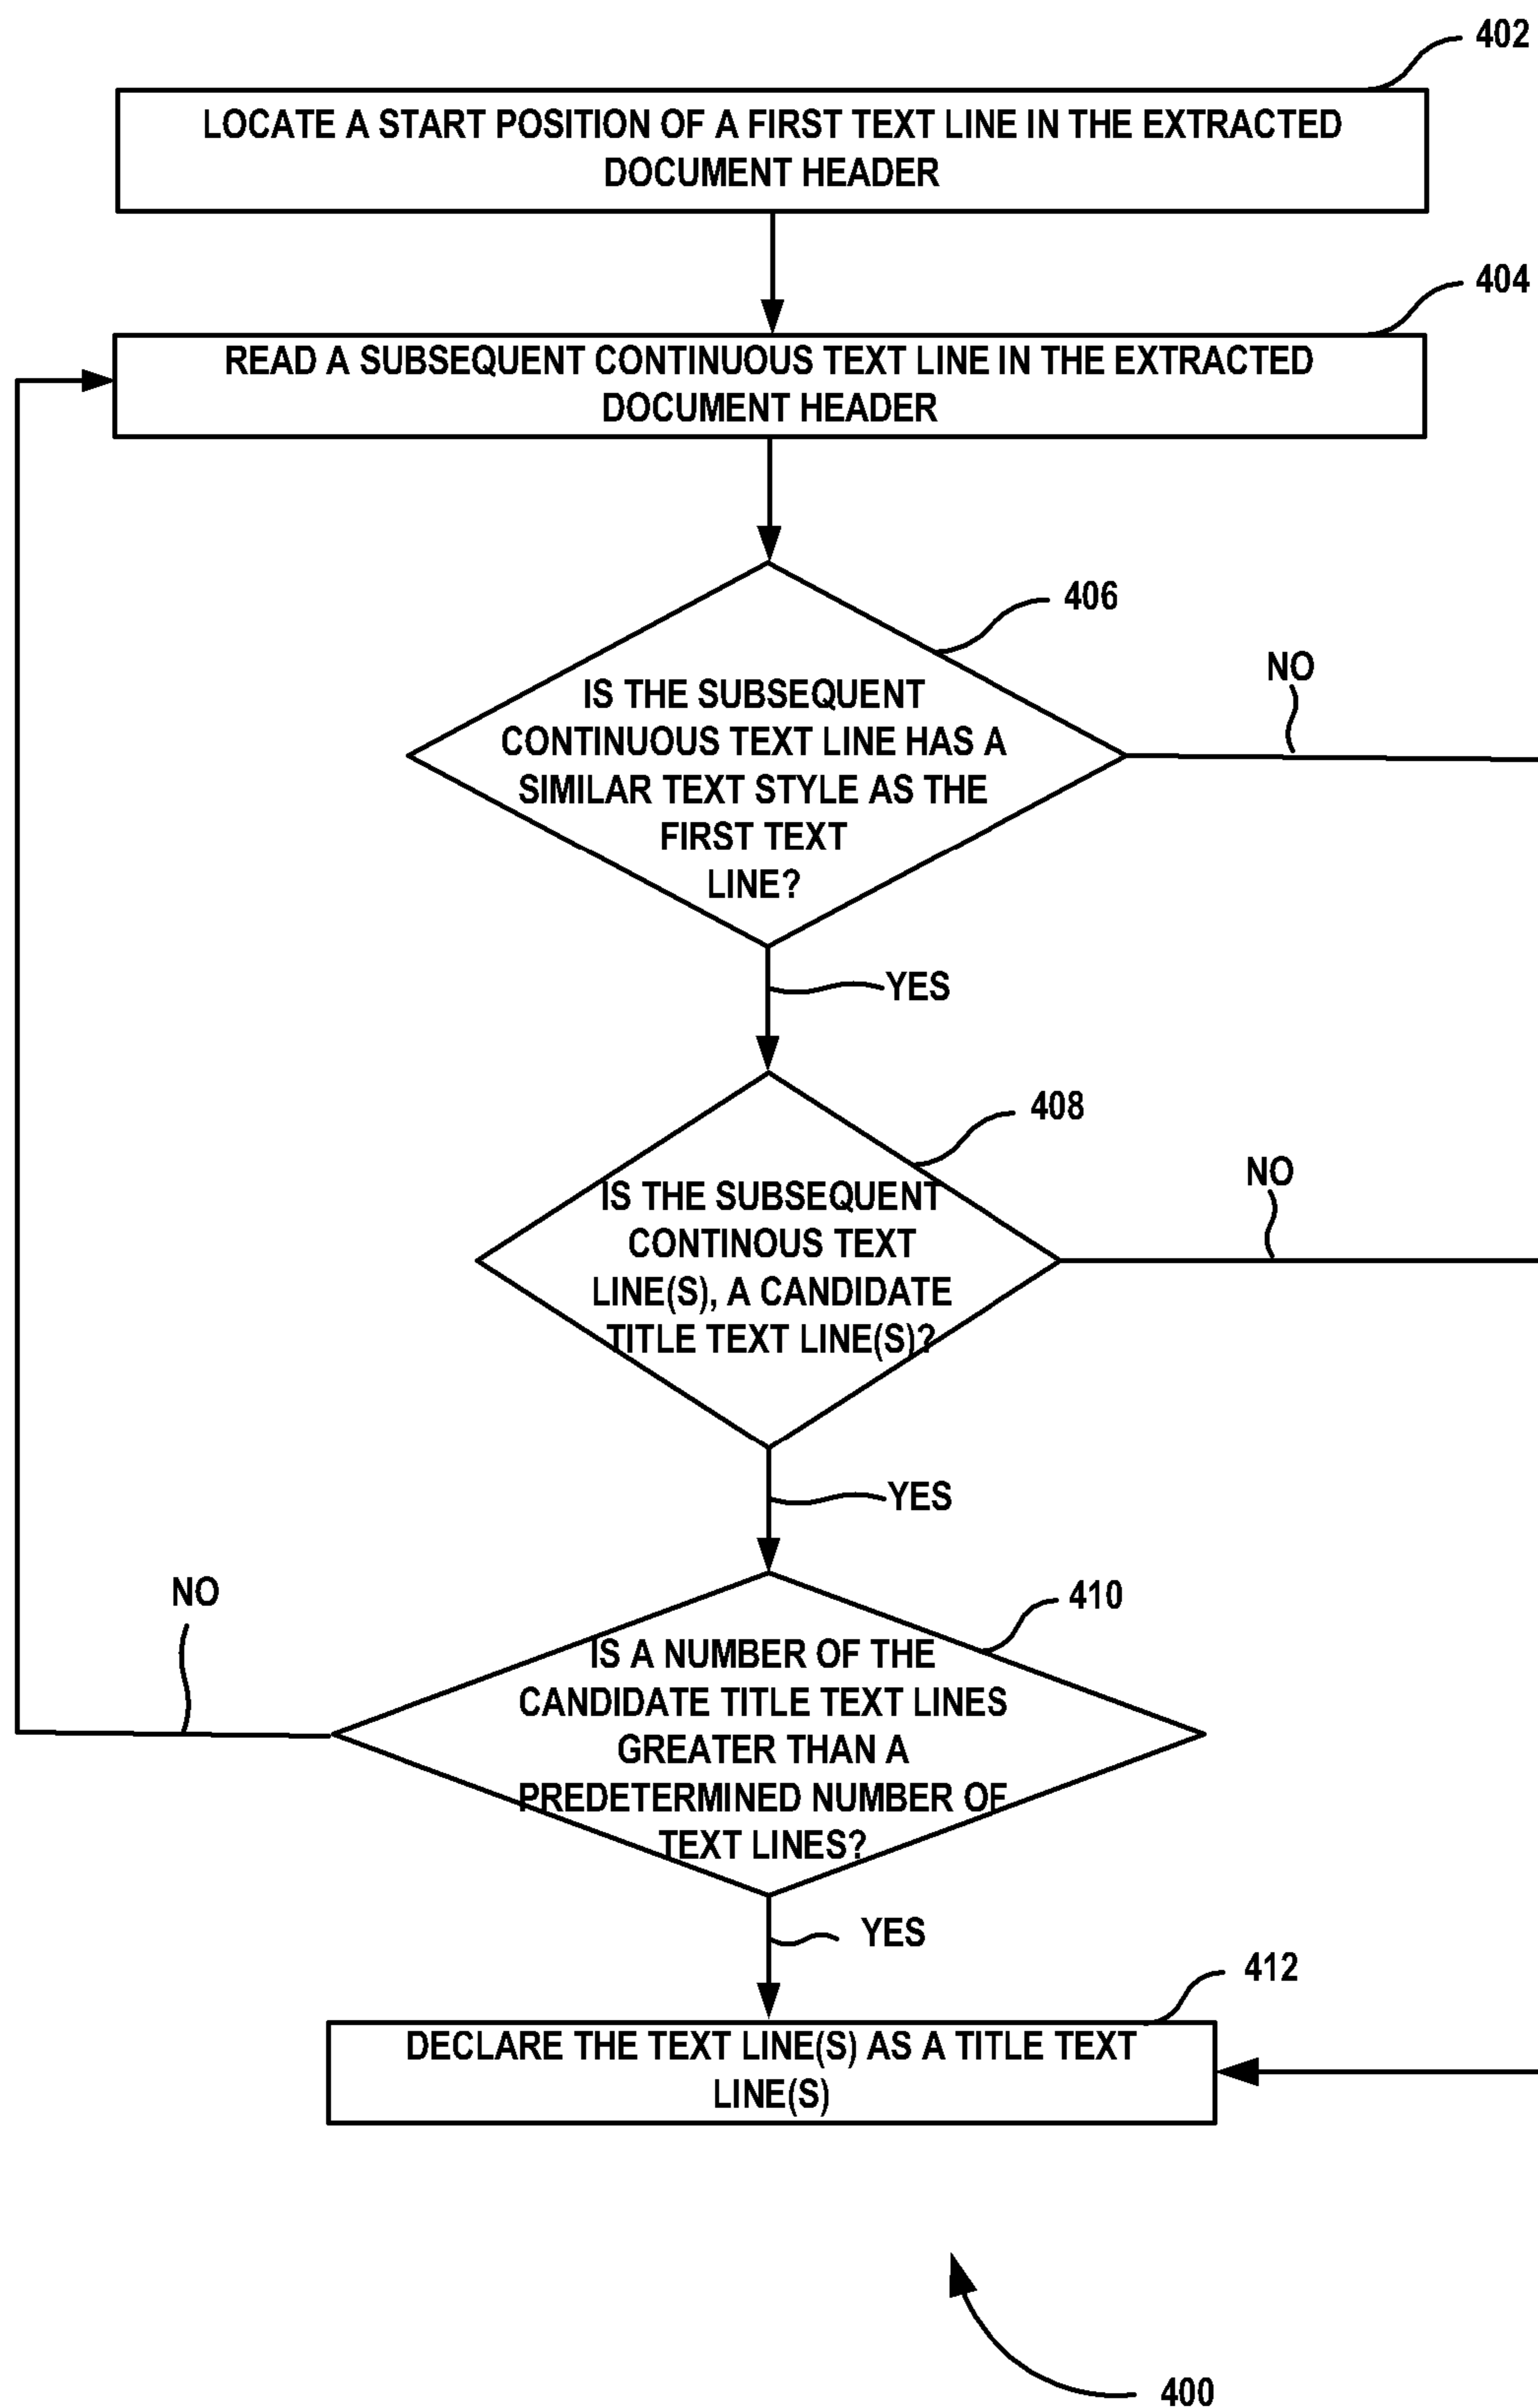 402
LOCATE A START POSITION OF A FIRST TEXT LINE IN THE EXTRACTED
DOCUMENT HEADER
404
READ A SUBSEQUENT CONTINUOUS TEXT LINE IN THE EXTRACTED
DOCUMENT HEADER
406
NO
IS THE SUBSEQUENT
CONTINUOUS TEXT LINE HAS A
SIMILAR TEXT STYLE AS THE
FIRST TEXT
LINE?
YES
408
NO
IS THE SUBSEQUENT
CONTINOUS TEXT
LINE(S), A CANDIDATE
TITLE TEXT LINE(S)?
YES
NO
410
IS A NUMBER OF THE
CANDIDATE TITLE TEXT LINES
GREATER THAN A
PREDETERMINED NUMBER OF
TEXT LINES?
YES
412
DECLARE THE TEXT LINE(S) AS A TITLE TEXT
LINE(S)
400